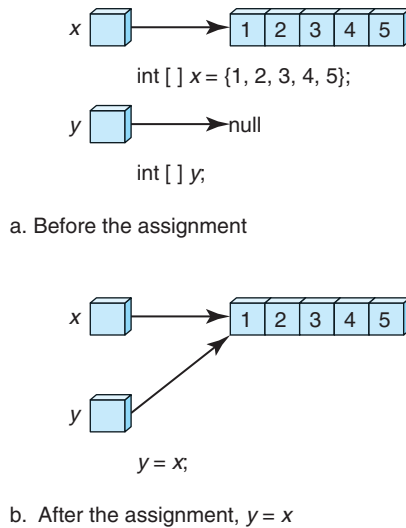 x 1 2 3 4 5
int [ ] x = {1, 2, 3, 4, 5};
y null
int [ ] y;
a. Before the assignment
x 1 2 3 4 5
y
y = x;
b. After the assignment, y = x